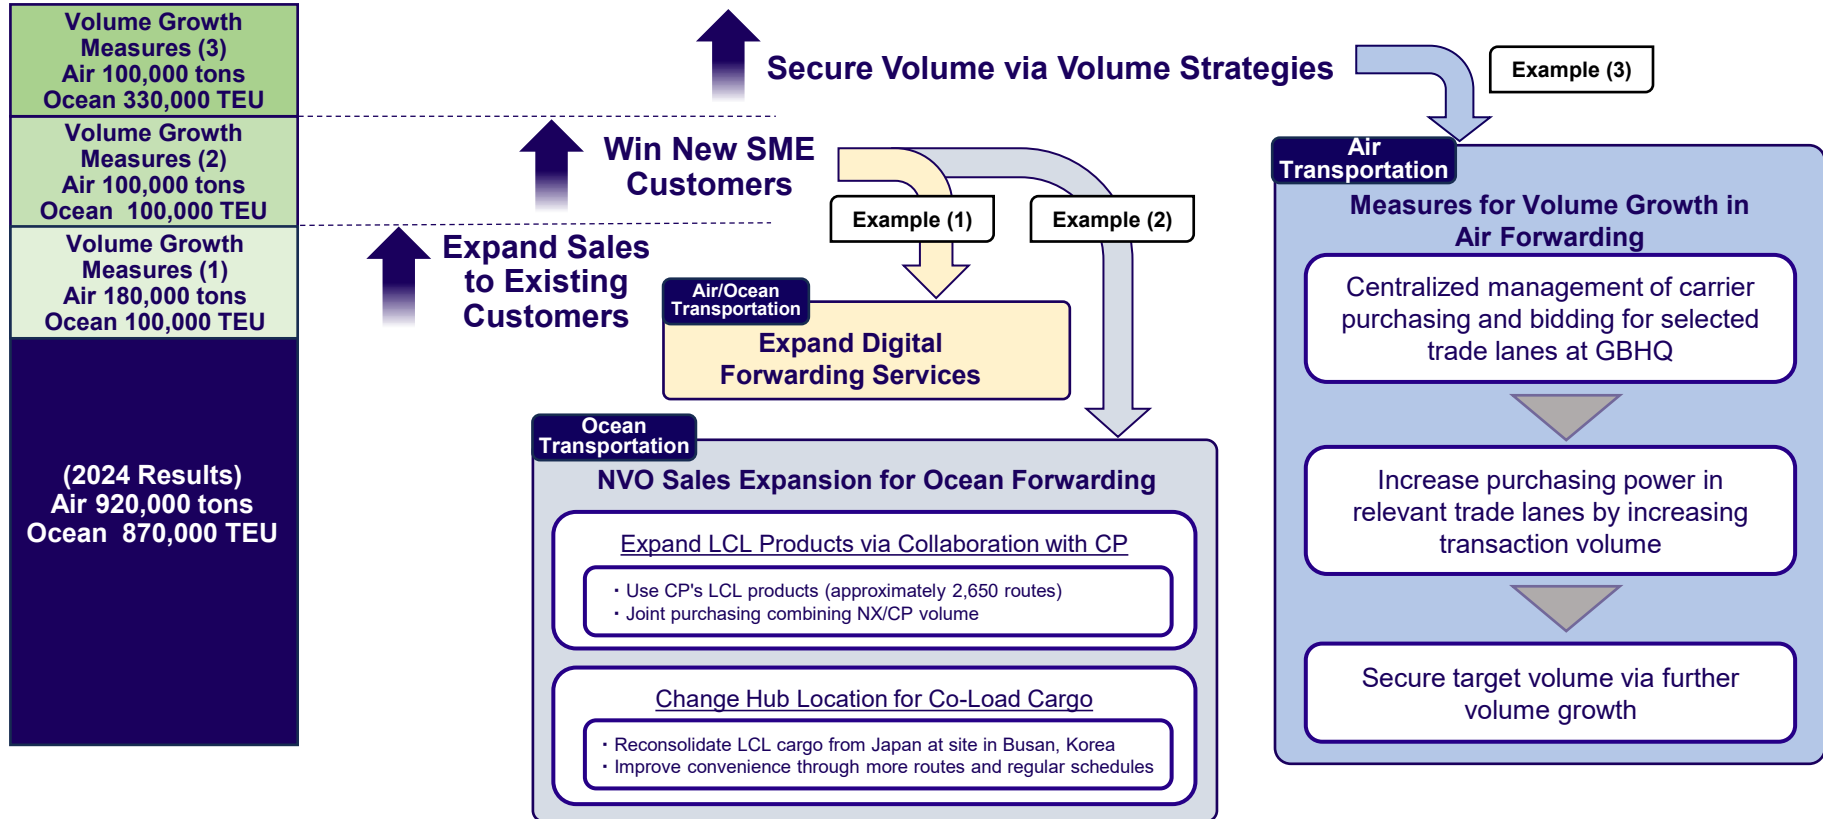 Volume Growth
Measures (3)
Air 100,000 tons
Ocean 330,000 TEU
Volume Growth
Measures (2)
Air 100,000 tons
Ocean 100,000 TEU
Volume Growth
Measures (1)
Air 180,000 tons
Ocean 100,000 TEU
(2024 Results)
Air 920,000 tons
Ocean 870,000 TEU
Secure Volume via Volume Strategies
Example (3)
Win New SME
Customers
Example (1)
Example (2)
Expand Sales
to Existing
Customers
Air/Ocean
Transportation
Expand Digital
Forwarding Services
Ocean
Transportation
NVO Sales Expansion for Ocean Forwarding
Expand LCL Products via Collaboration with CP
・Use CP's LCL products (approximately 2,650 routes)
・Joint purchasing combining NX/CP volume
Change Hub Location for Co-Load Cargo
・Reconsolidate LCL cargo from Japan at site in Busan, Korea
・Improve convenience through more routes and regular schedules
Air
Transportation
Measures for Volume Growth in
Air Forwarding
Centralized management of carrier
purchasing and bidding for selected
trade lanes at GBHQ
Increase purchasing power in
relevant trade lanes by increasing
transaction volume
Secure target volume via further
volume growth